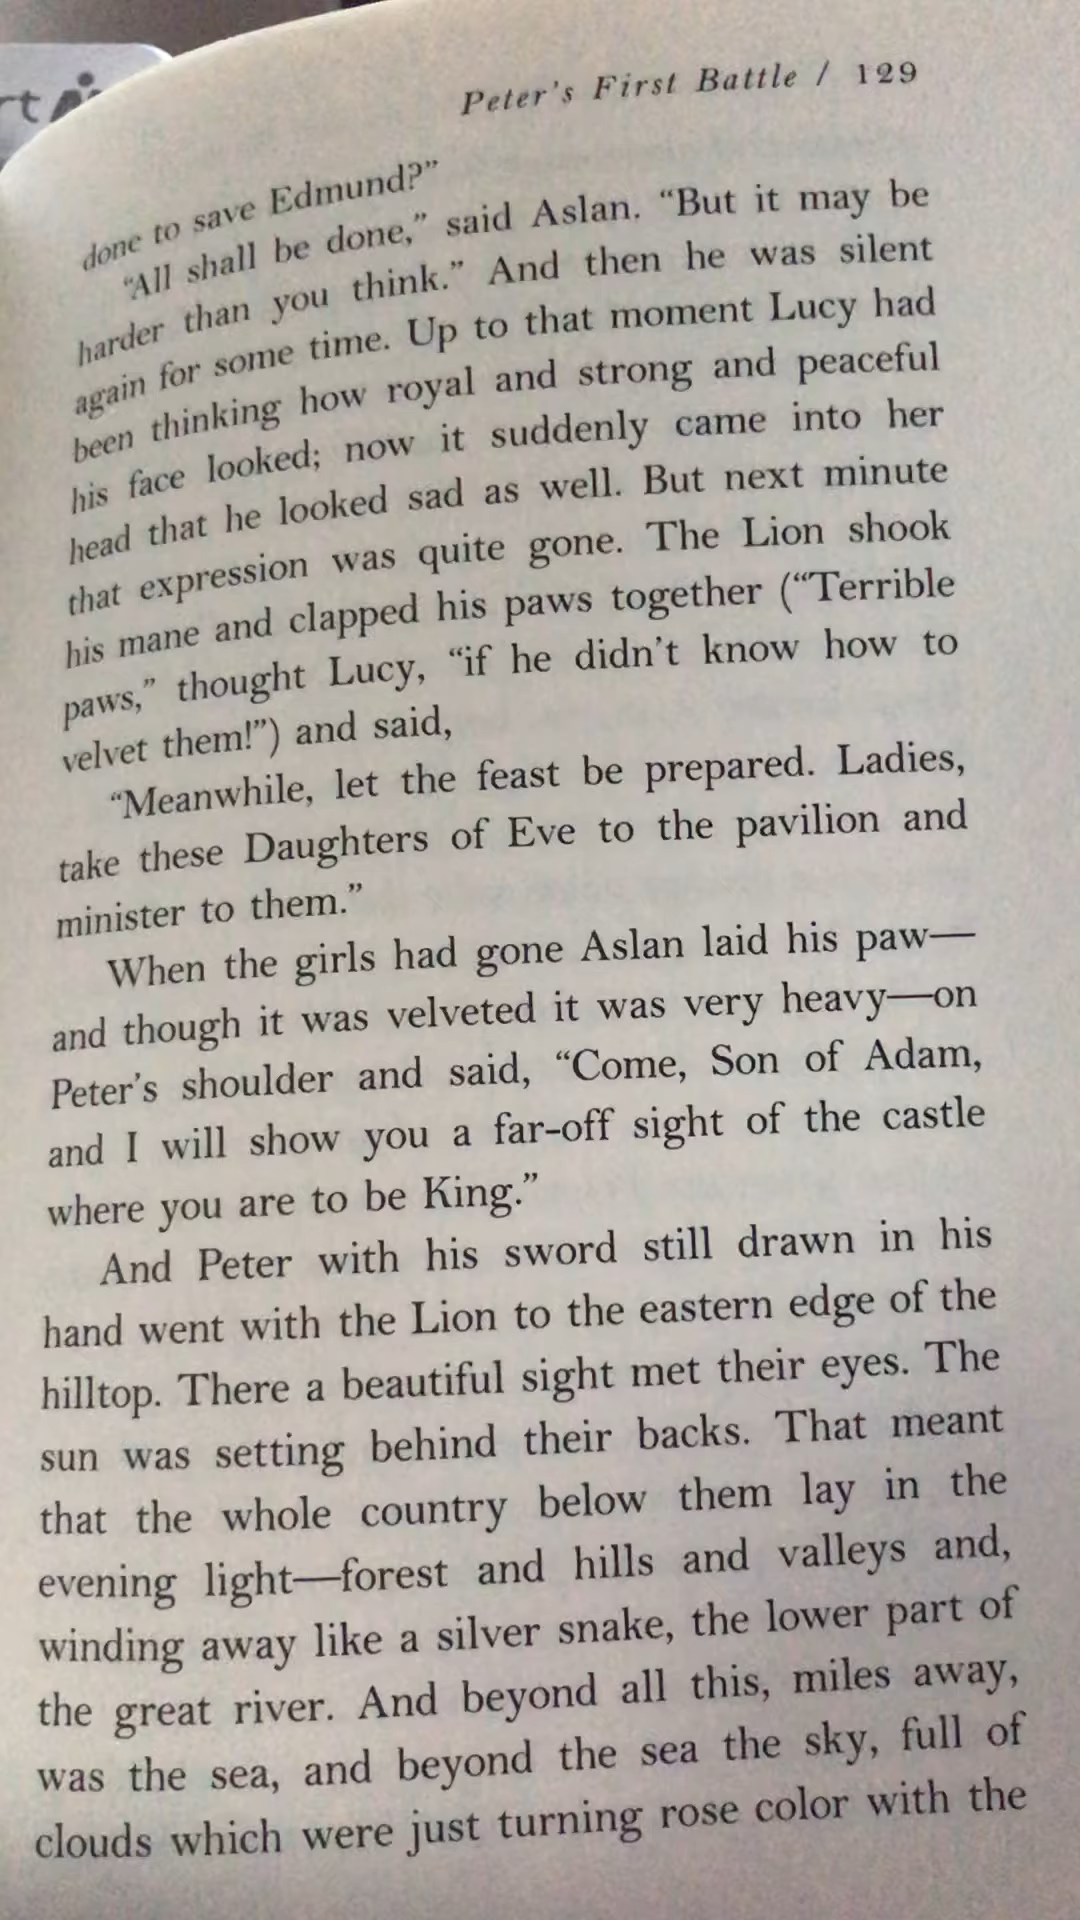 rt
Peter's First Battle / 129
done to save Edmund?”
“All shall be done,” said Aslan. “But it may be
harder than you think.” And then he was silent
again for some time. Up to that moment Lucy had
been thinking how royal and strong and peaceful
his face looked; now it suddenly came into her
head that he looked sad as well. But next minute
that expression was quite gone. The Lion shook
his mane and clapped his paws together (“Terrible
paws,” thought Lucy, “if he didn’t know how to
velvet them!”) and said,
“Meanwhile, let the feast be prepared. Ladies,
take these Daughters of Eve to the pavilion and
minister to them.”
When the girls had gone Aslan laid his paw—
and though it was velveted it was very heavy—on
Peter’s shoulder and said, “Come, Son of Adam,
and I will show you a far-off sight of the castle
where you are to be King.”
And Peter with his sword still drawn in his
hand went with the Lion to the eastern edge of the
hilltop. There a beautiful sight met their eyes. The
sun was setting behind their backs. That meant
that the whole country below them lay in the
evening light—forest and hills and valleys and,
winding away like a silver snake, the lower part of
the great river. And beyond all this, miles away,
was the sea, and beyond the sea the sky, full of
clouds which were just turning rose color with the